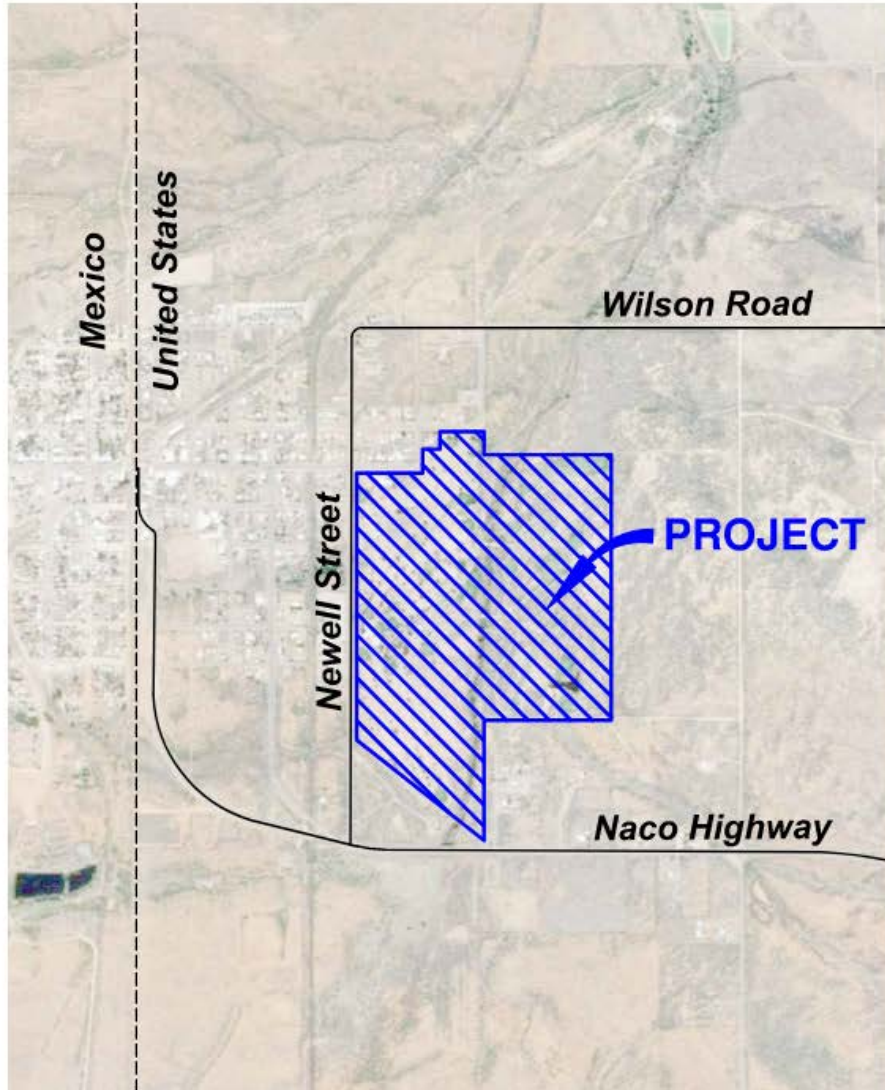 Mexico
United States
Wilson Road
Newell Street
PROJECT
Naco Highway